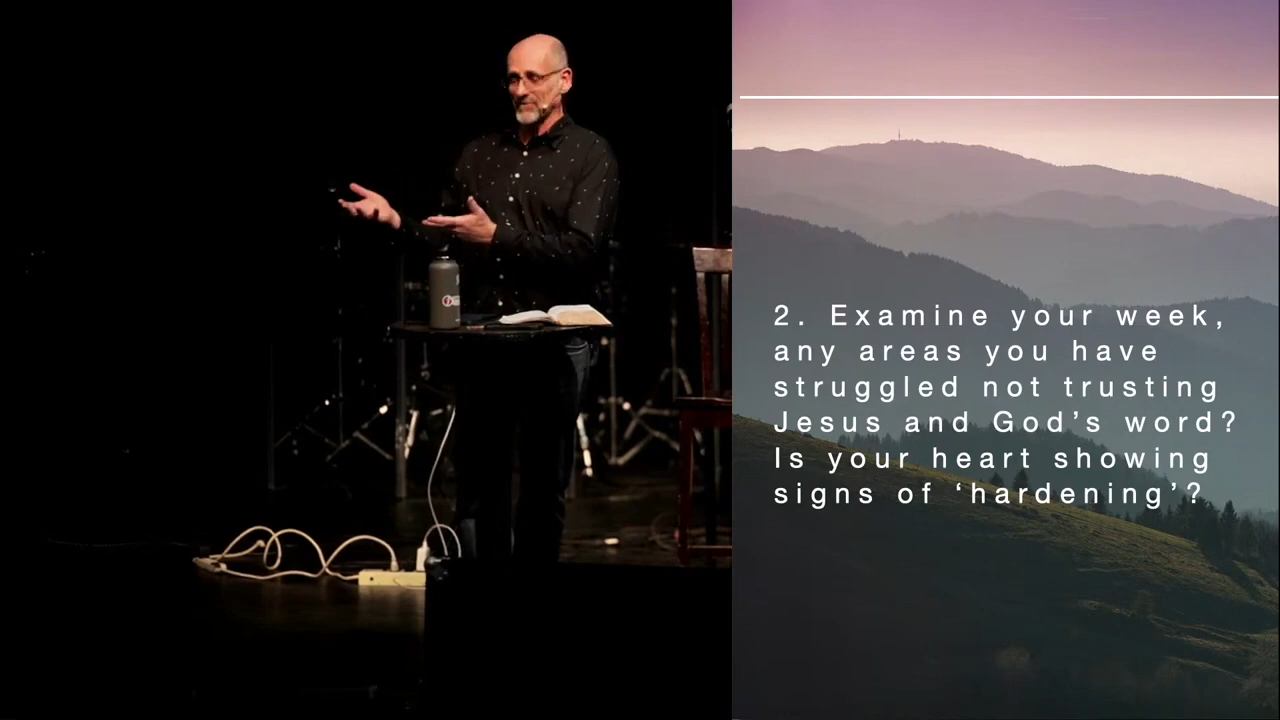 2. Examine your week,
any areas you have
struggled not trusting
Jesus and God’s word?
Is your heart showing
signs of ‘hardening’?